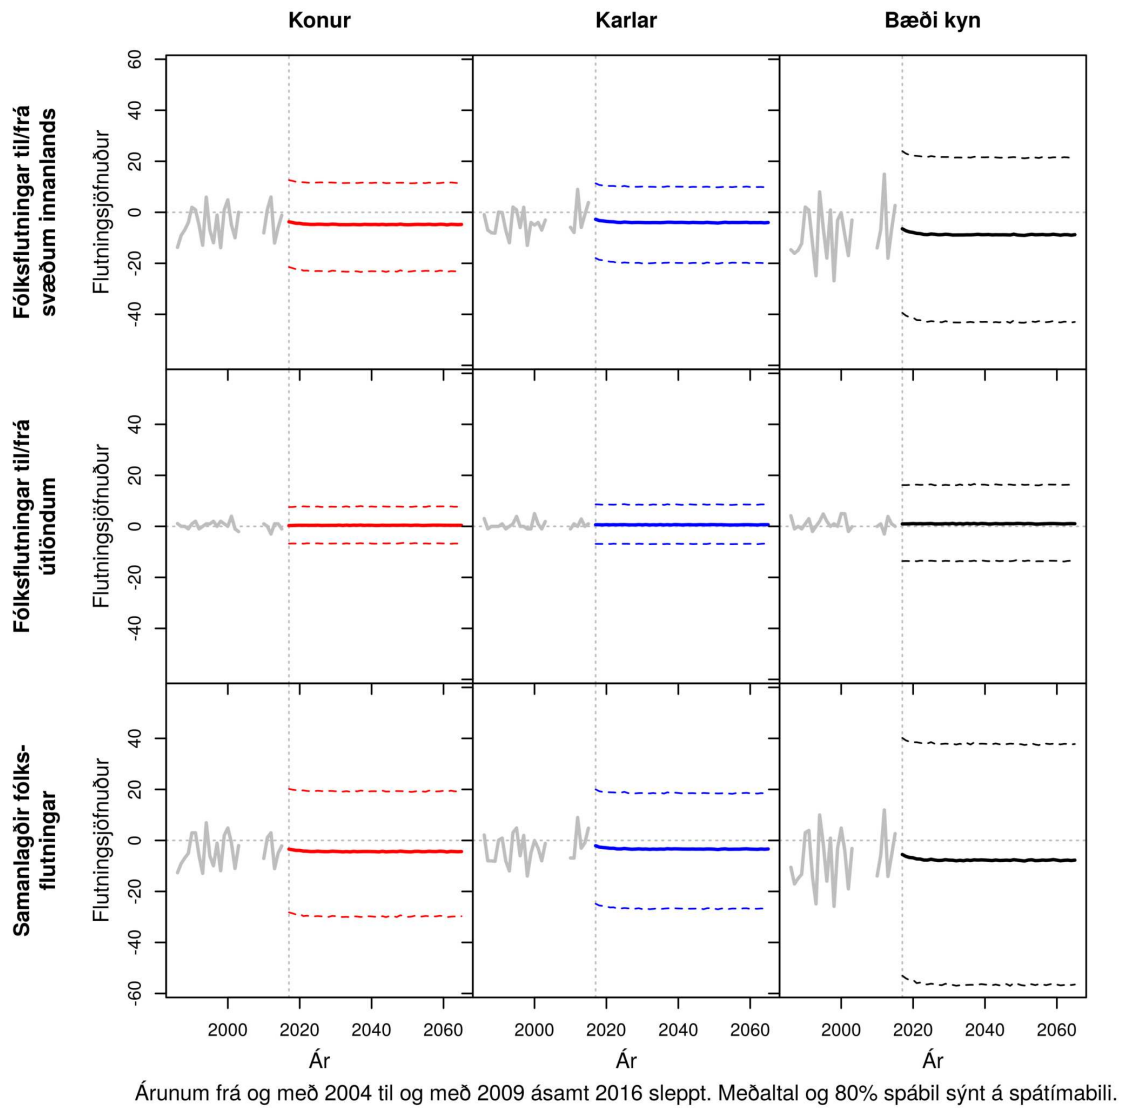 Konur
Karlar
Bæði kyn
Fólksflutningar til/frá
svæðum innanlands
Flutningsjöfnuður
60
40
20
0
-20
-40
Fólksflutningar til/frá
útlöndum
Flutningsjöfnuður
40
20
0
-20
-40
Samanlagðir fólks-
flutningar
Flutningsjöfnuður
40
20
0
-20
-40
-60
2000 2020 2040 2060
2000 2020 2040 2060
2000 2020 2040 2060
Ár
Ár
Ár
Árunum frá og með 2004 til og með 2009 ásamt 2016 sleppt. Meðaltal og 80% spábil sýnt á spátímabili.